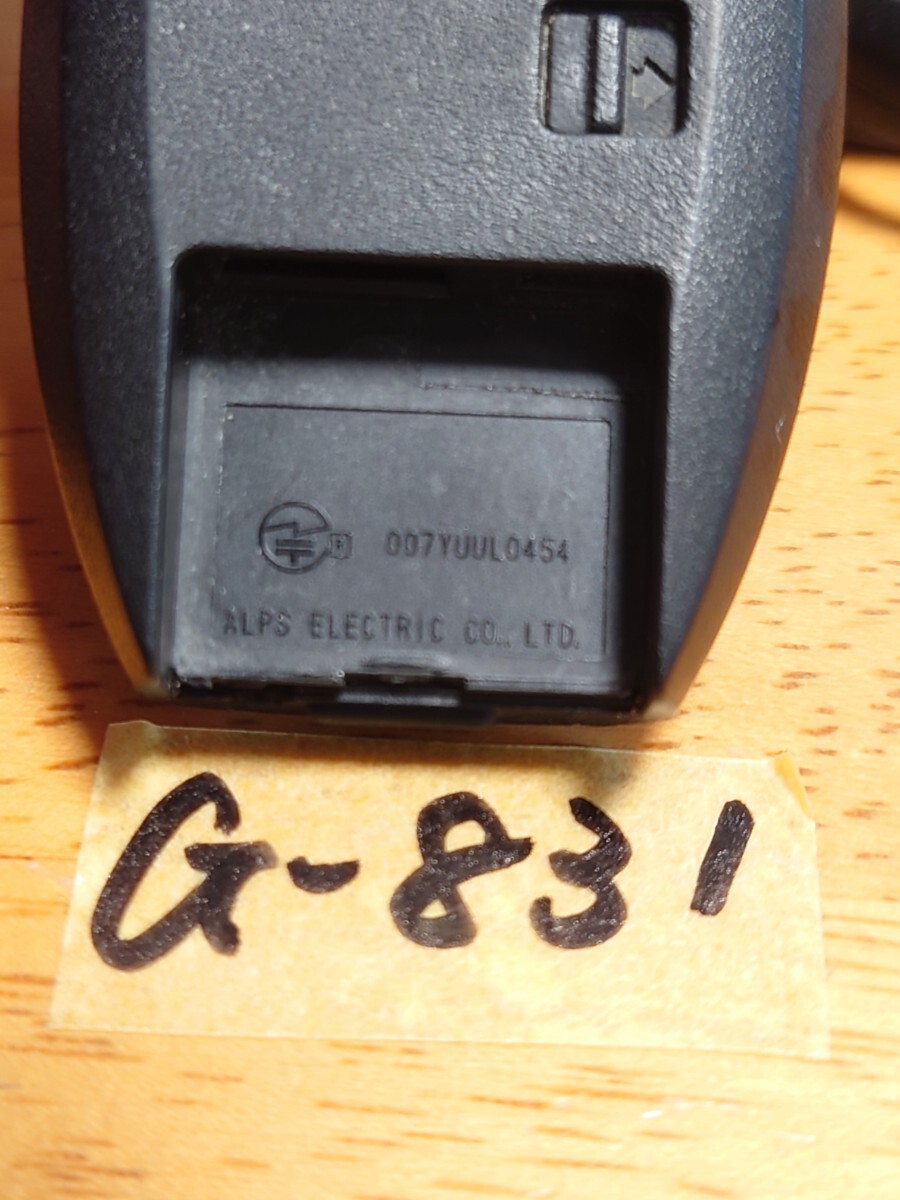 R 007YUUL0454
ALPS ELECTRIC CO., LTD.
G-831